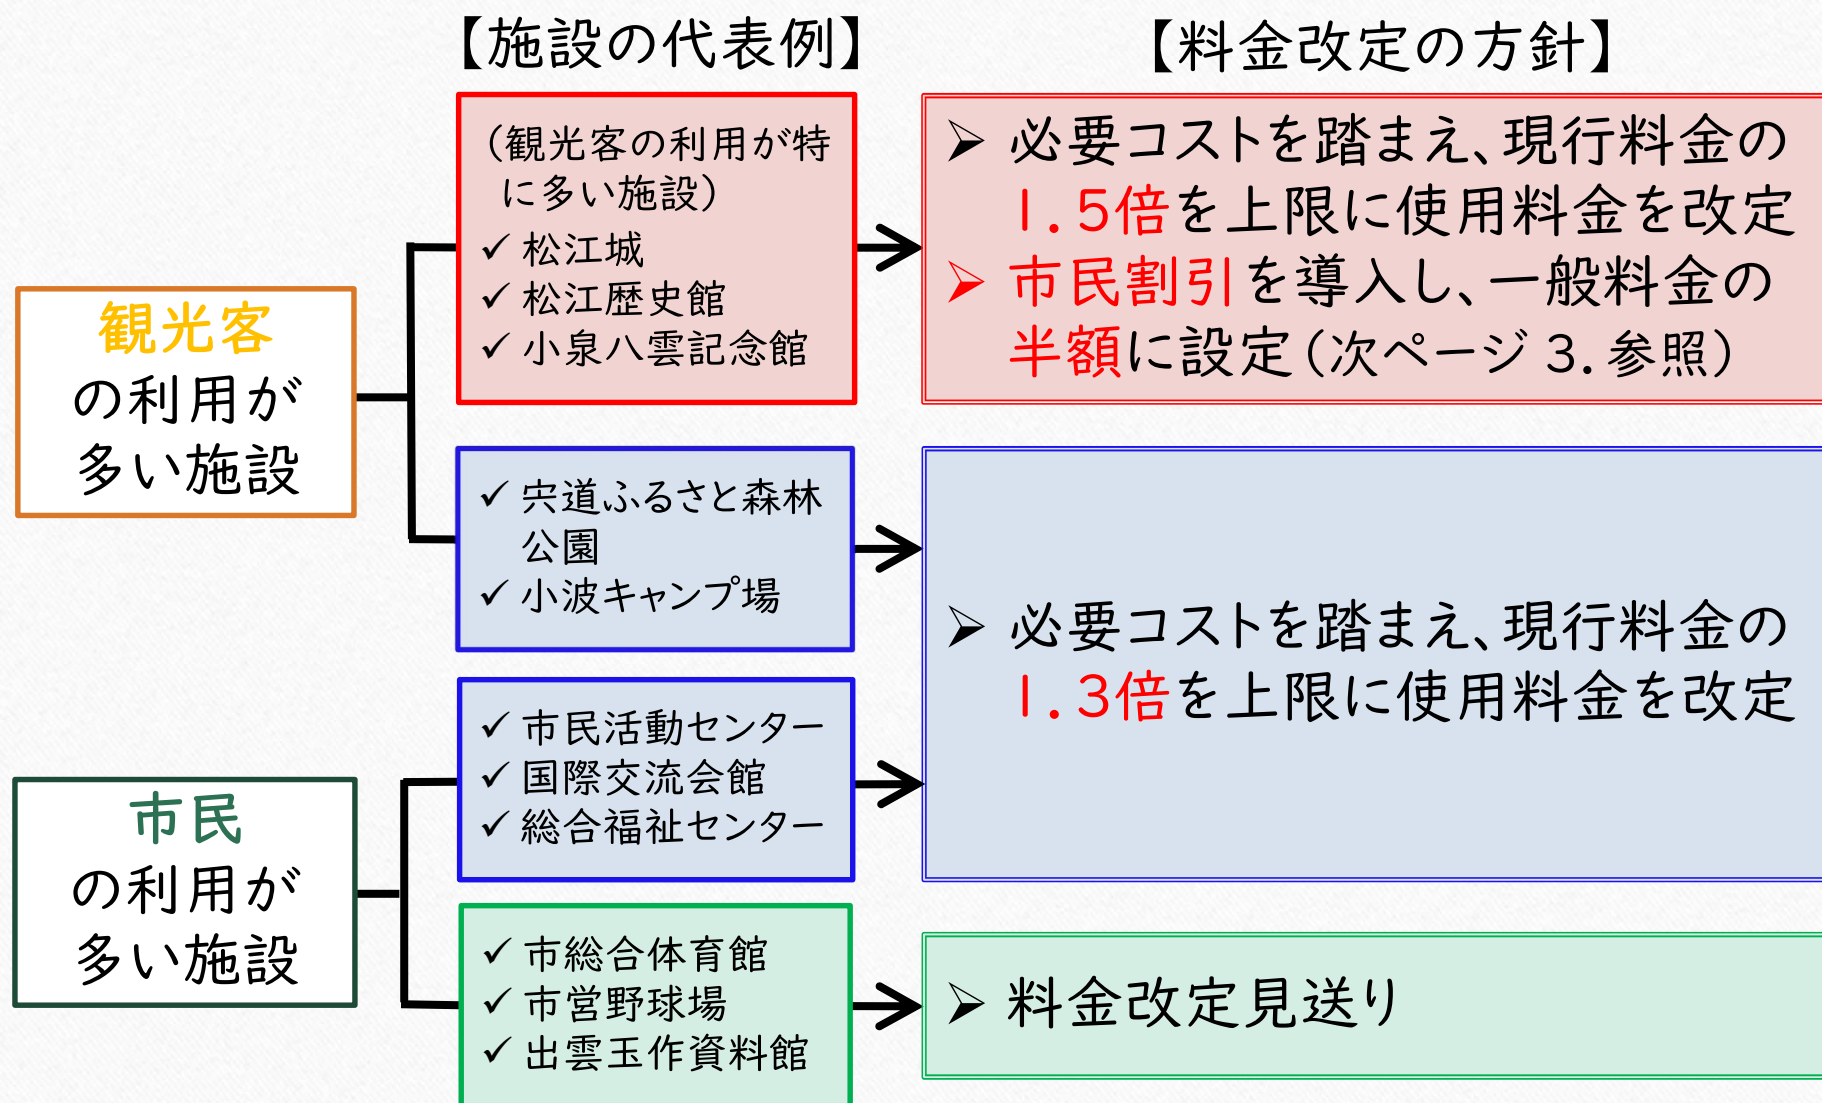 【施設の代表例】
【料金改定の方針】
観光客
の利用が
多い施設
（観光客の利用が特
に多い施設）
✓ 松江城
✓ 松江歴史館
✓ 小泉八雲記念館
➢ 必要コストを踏まえ、現行料金の
1．5倍を上限に使用料金を改定
➢ 市民割引を導入し、一般料金の
半額に設定（次ページ 3．参照）
✓ 宍道ふるさと森林
公園
✓ 小波キャンプ場
➢ 必要コストを踏まえ、現行料金の
1．3倍を上限に使用料金を改定
市民
の利用が
多い施設
✓ 市民活動センター
✓ 国際交流会館
✓ 総合福祉センター
✓ 市総合体育館
✓ 市営野球場
✓ 出雲玉作資料館
➢ 料金改定見送り